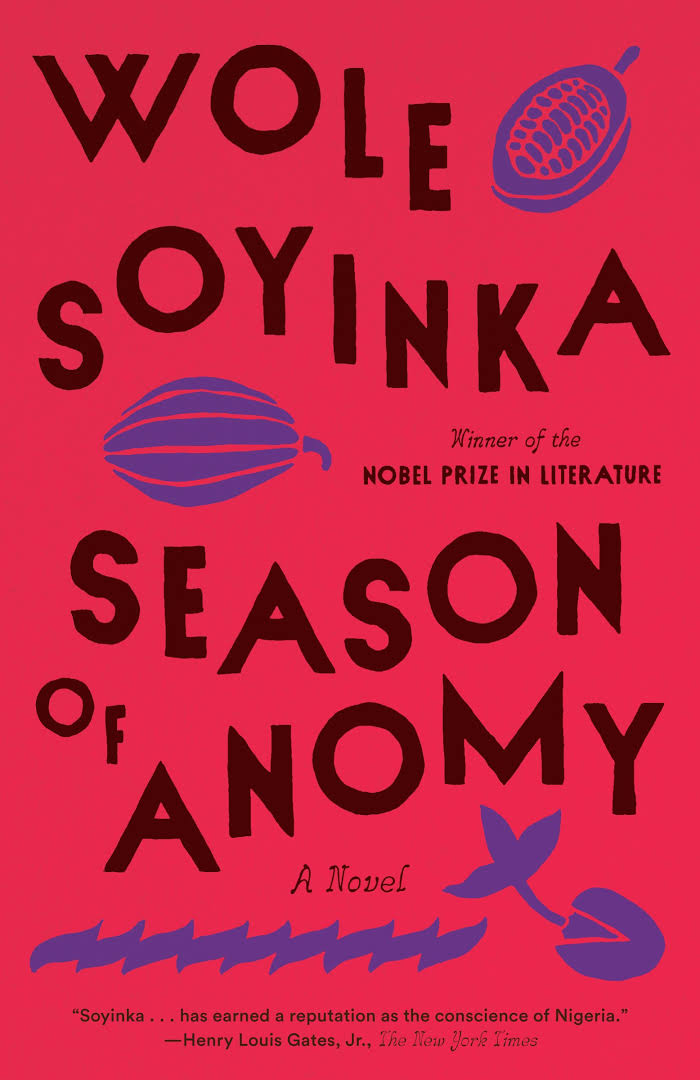 WOLE
SOYINKA
Winner of the
NOBEL PRIZE IN LITERATURE
SEASON
OF
ANOMY
A Novel
“Soyinka . . . has earned a reputation as the conscience of Nigeria.”
—Henry Louis Gates, Jr., The New York Times